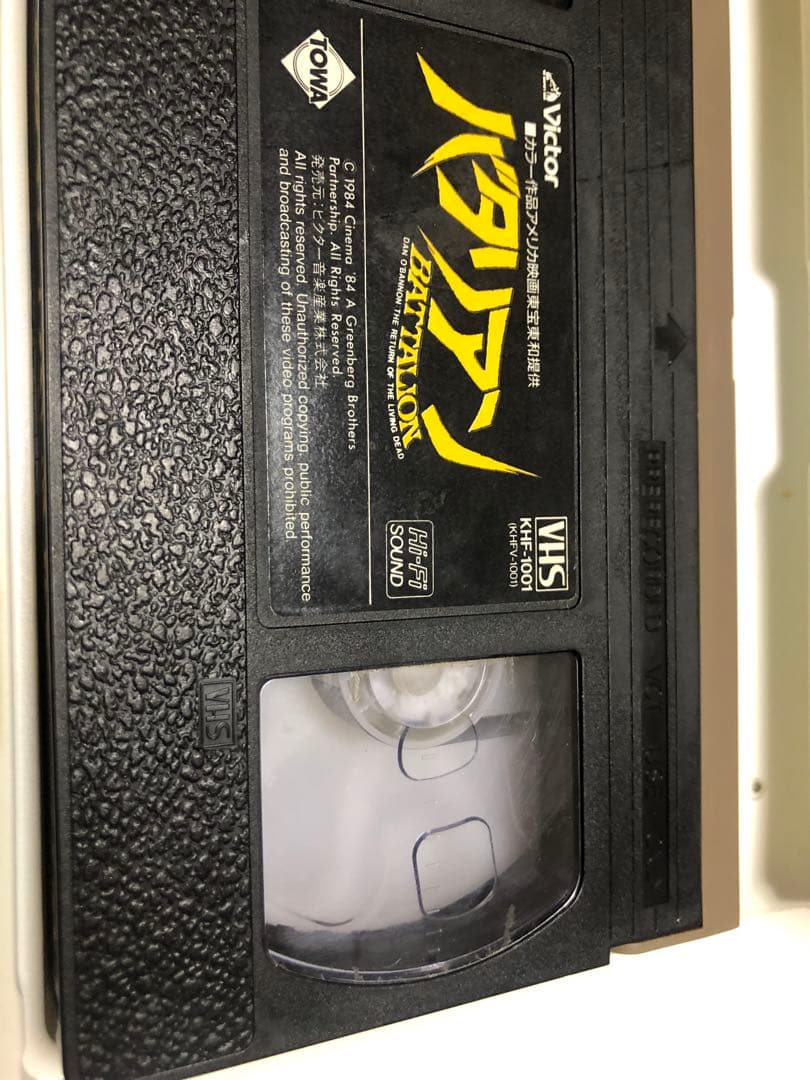 Victor
■カラー作品アメリカ映画東宝東和提供
バタリアン
BATTALION
DAN O'BANNON: THE RETURN OF THE LIVING DEAD
VHS
KHF-1001
(KHFV-1001)
Hi-Fi
SOUND
TOWA
© 1984 Cinema '84 A Greenberg Brothers
Partnership. All Rights Reserved.
発売元:ビクター音楽産業株式会社
All rights reserved. Unauthorized copying, public performance
and broadcasting of these video programs prohibited.
VHS